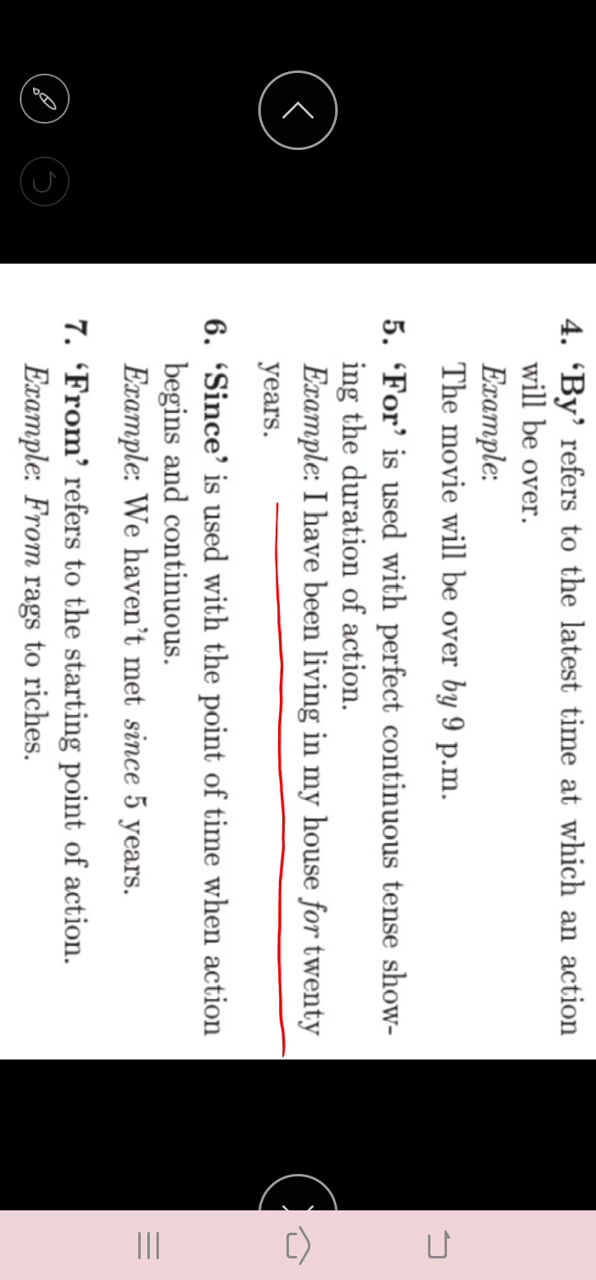 4. ‘By’ refers to the latest time at which an action
will be over.
Example:
The movie will be over by 9 p.m.
5. ‘For’ is used with perfect continuous tense show-
ing the duration of action.
Example: I have been living in my house for twenty
years.
6. ‘Since’ is used with the point of time when action
begins and continuous.
Example: We haven’t met since 5 years.
7. ‘From’ refers to the starting point of action.
Example: From rags to riches.